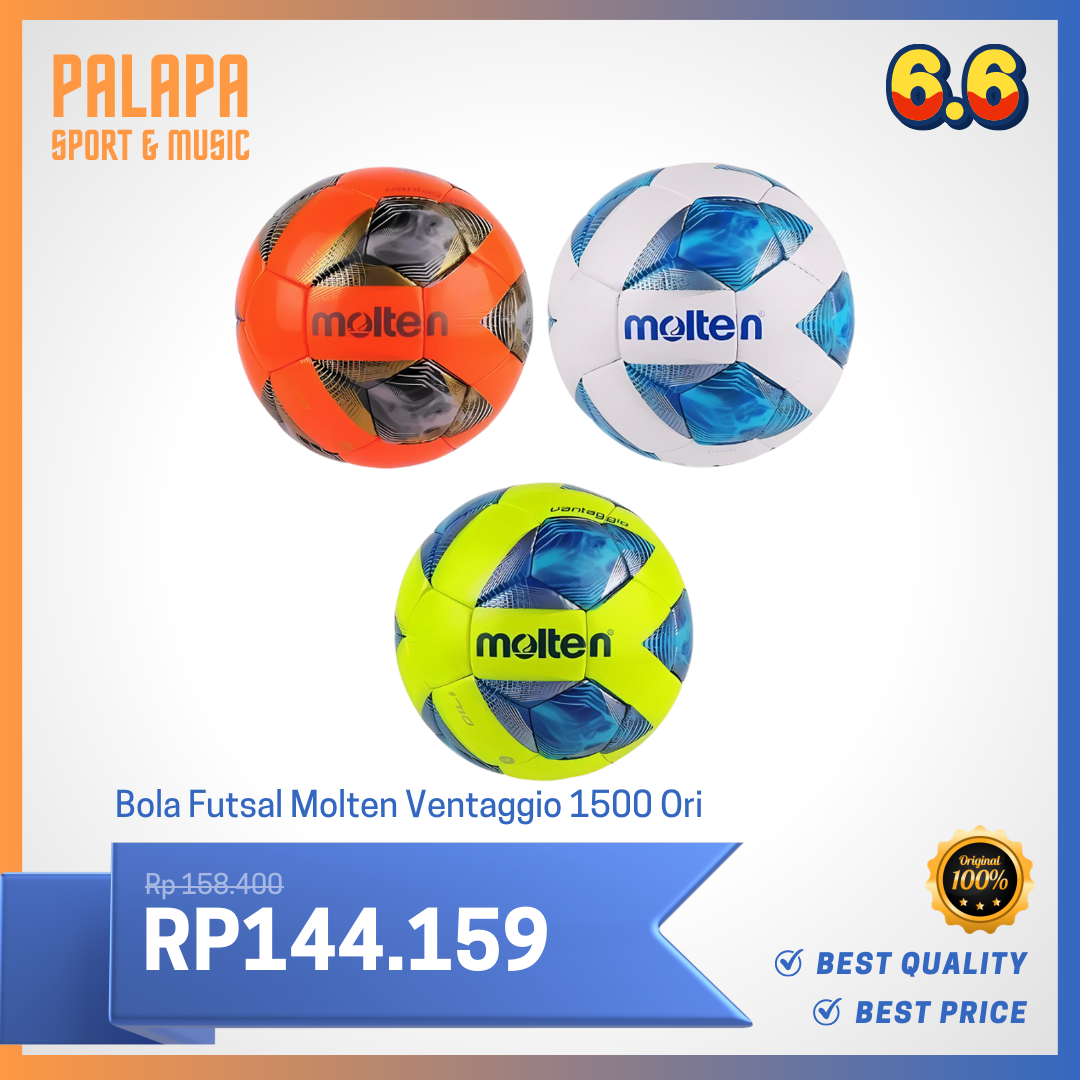 PALAPA
SPORT & MUSIC
6.6
vantag
molten
molten
vantaggio
molten
Bola Futsal Molten Ventaggio 1500 Ori
Rp 158.400
RP144.159
Original
100%
BEST QUALITY
BEST PRICE